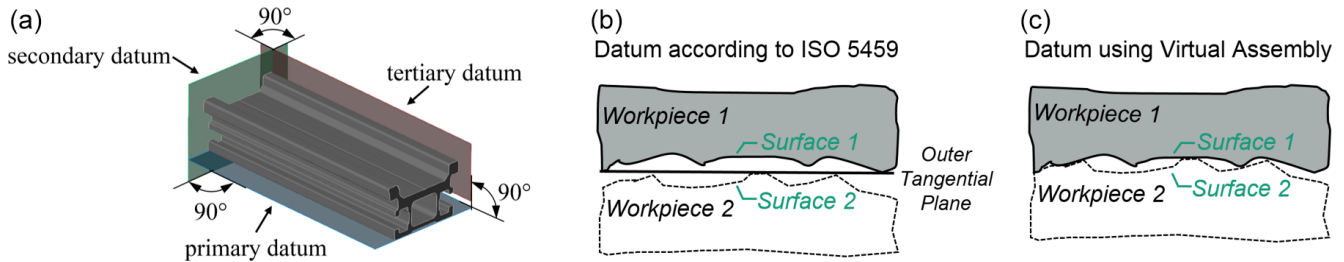 (a)
90°
secondary datum
tertiary datum
90°
90°
primary datum
(b)
Datum according to ISO 5459
Workpiece 1
Surface 1
Outer
Tangential
Plane
Workpiece 2
Surface 2
(c)
Datum using Virtual Assembly
Workpiece 1
Surface 1
Workpiece 2
Surface 2